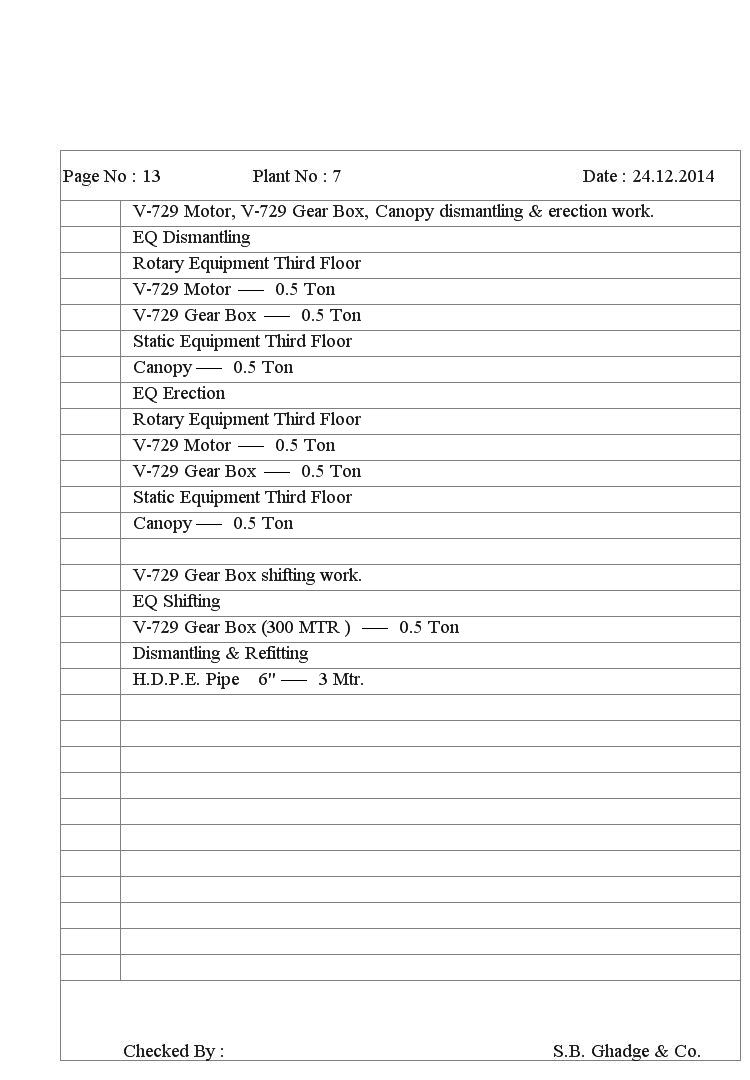 Page No : 13 Plant No : 7 Date : 24.12.2014
V-729 Motor, V-729 Gear Box, Canopy dismantling & erection work.
EQ Dismantling
Rotary Equipment Third Floor
V-729 Motor — 0.5 Ton
V-729 Gear Box — 0.5 Ton
Static Equipment Third Floor
Canopy — 0.5 Ton
EQ Erection
Rotary Equipment Third Floor
V-729 Motor — 0.5 Ton
V-729 Gear Box — 0.5 Ton
Static Equipment Third Floor
Canopy — 0.5 Ton
V-729 Gear Box shifting work.
EQ Shifting
V-729 Gear Box (300 MTR ) — 0.5 Ton
Dismantling & Refitting
H.D.P.E. Pipe 6" — 3 Mtr.
Checked By : S.B. Ghadge & Co.